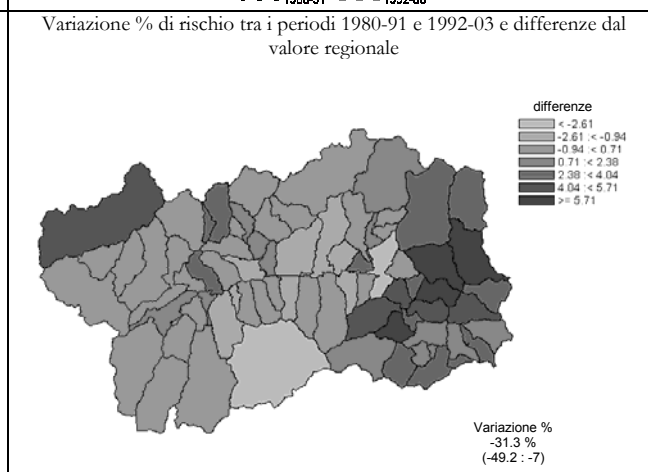 Variazione % di rischio tra i periodi 1980-91 e 1992-03 e differenze dal
valore regionale
differenze
< -2.61
-2.61 :< -0.94
-0.94 :< 0.71
0.71 :< 2.38
2.38 :< 4.04
4.04 :< 5.71
>= 5.71
Variazione %
-31.3 %
(-49.2 : -7)